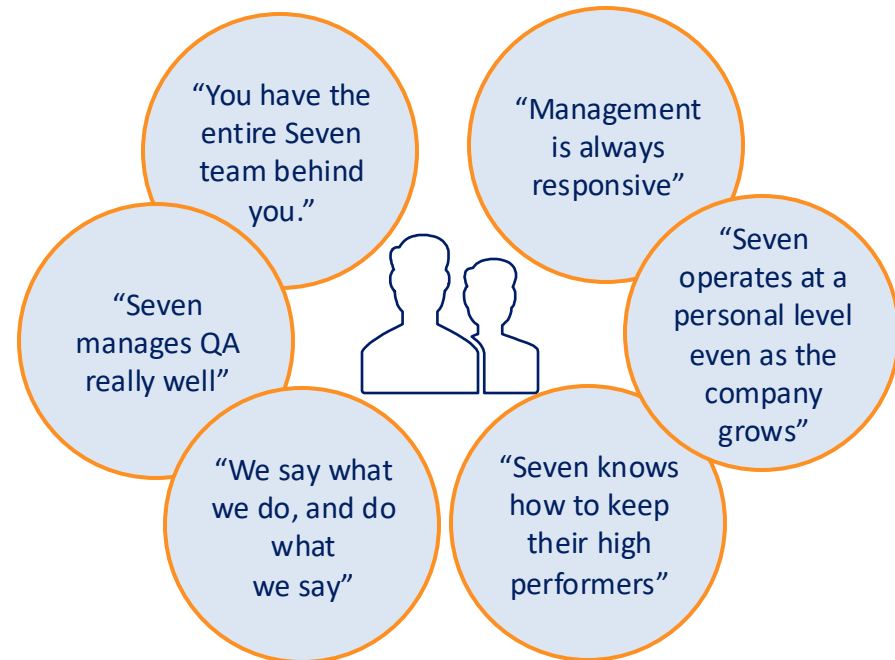 “You have the
entire Seven
team behind
you.”
“Management
is always
responsive”
“Seven
manages QA
really well”
“Seven
operates at a
personal level
even as the
company
grows”
“We say what
we do, and do
what
we say”
“Seven knows
how to keep
their high
performers”